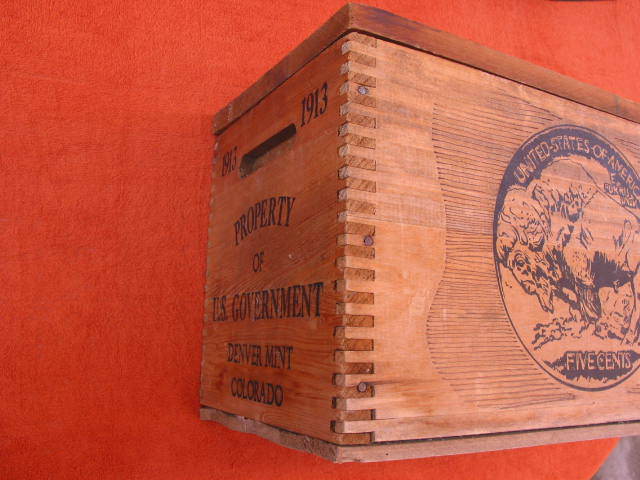 1913 1913
PROPERTY
OF
U.S. GOVERNMENT
DENVER MINT
COLORADO
UNITED·STATES·OF·AMERICA
FIVE CENTS